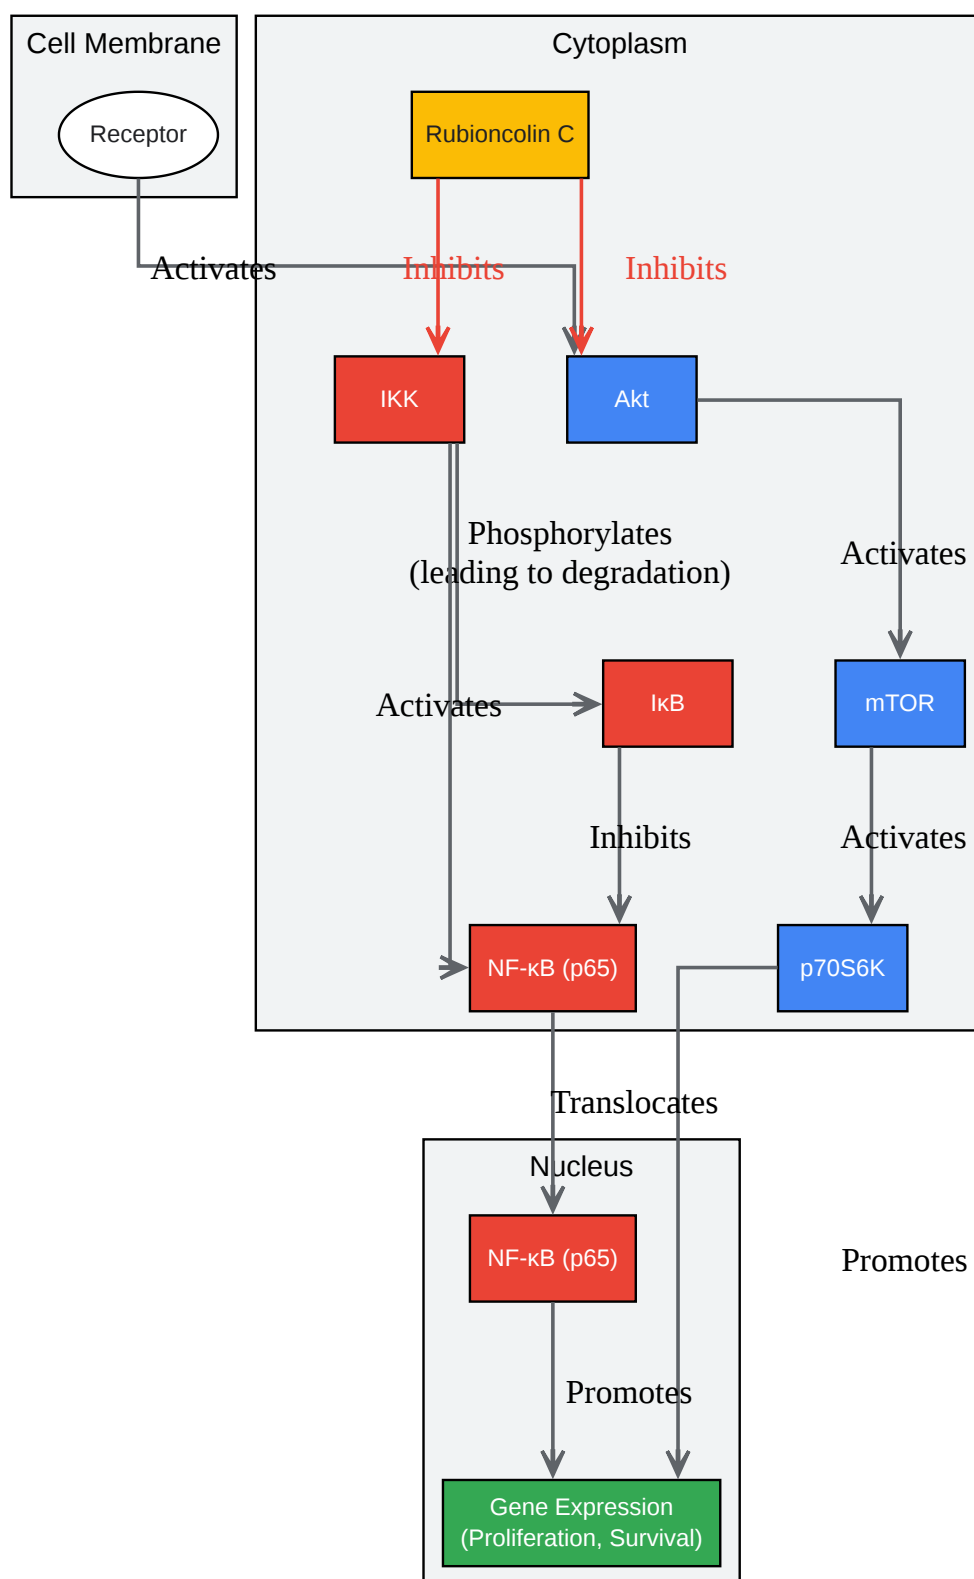 Cell Membrane
Cytoplasm
Receptor
Rubioncolin C
Activates
Inhibits
Inhibits
IKK
Akt
Phosphorylates
(leading to degradation)
Activates
Activates
IκB
mTOR
Inhibits
Activates
NF-κB (p65)
p70S6K
Translocates
Nucleus
NF-κB (p65)
Promotes
Promotes
Gene Expression
(Proliferation, Survival)